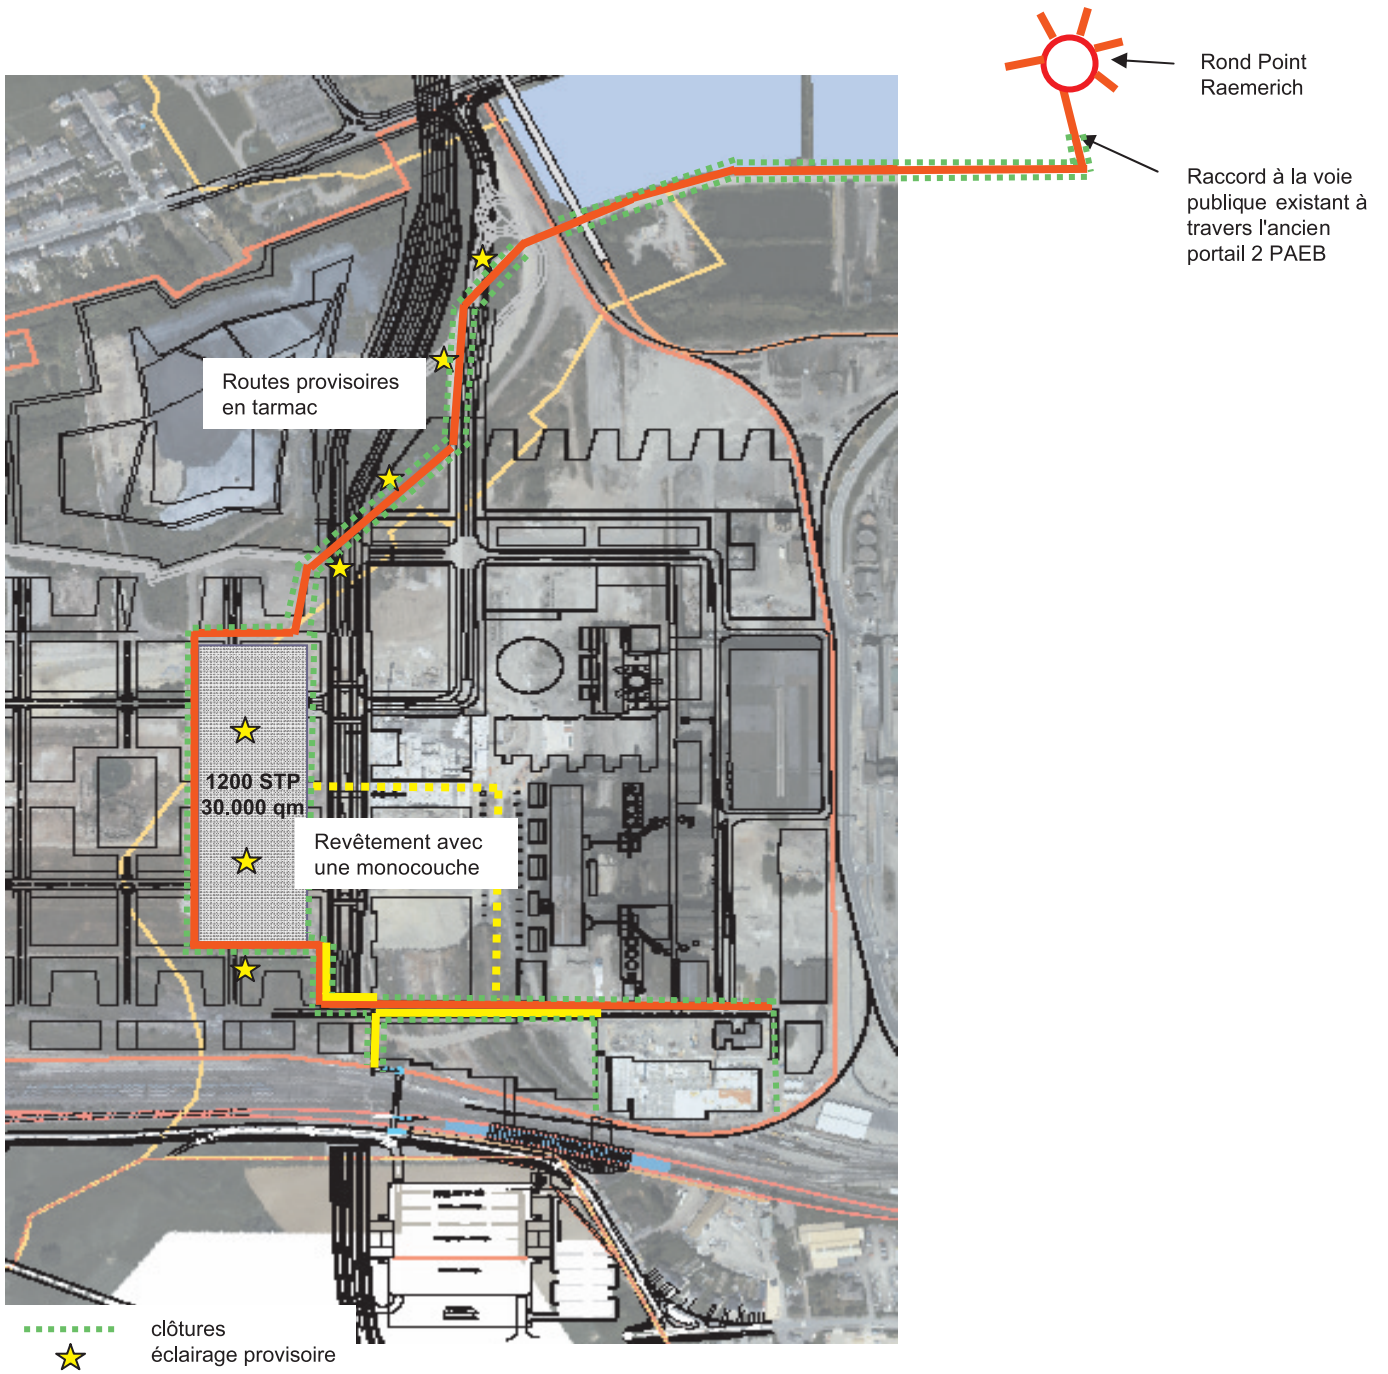 Rond Point
Raemerich
Raccord à la voie
publique existant à
travers l'ancien
portail 2 PAEB
Routes provisoires
en tarmac
1200 STP
30.000 qm
Revêtement avec
une monocouche
clôtures
éclairage provisoire